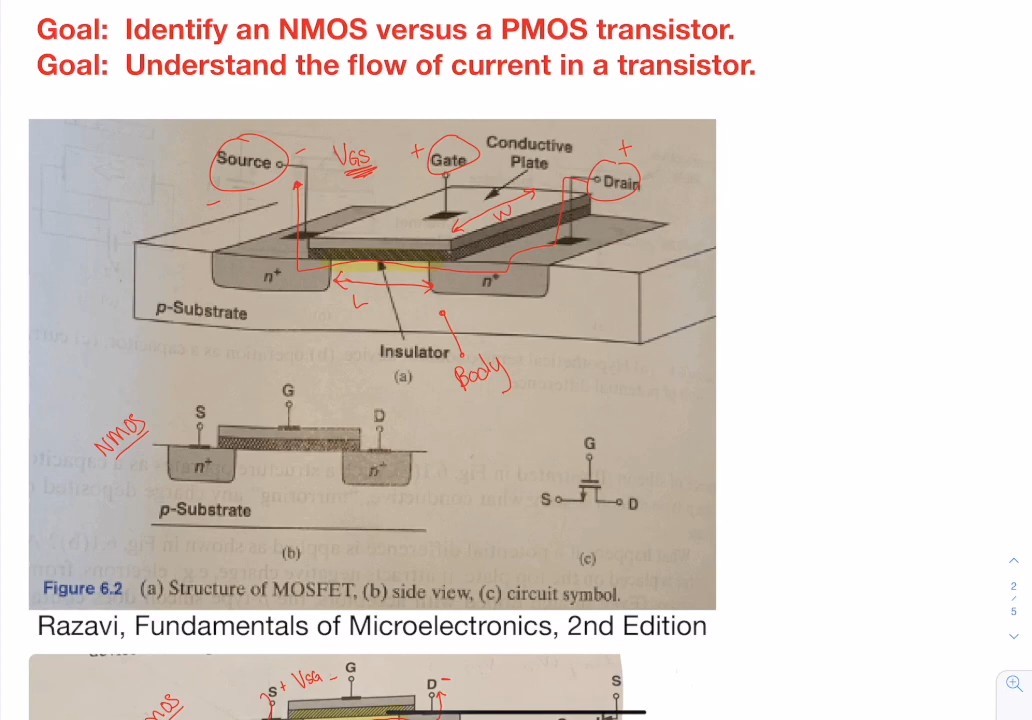 Goal: Identify an NMOS versus a PMOS transistor.
Goal: Understand the flow of current in a transistor.
Conductive
Plate
Source
VGS
+
Gate
+
Drain
-
-
W
n+
n+
L
p-Substrate
Insulator
(a)
Body
G
S
D
NMOS
n+
n+
p-Substrate
(b)
G
S
D
(c)
Figure 6.2 (a) Structure of MOSFET, (b) side view, (c) circuit symbol.
Razavi, Fundamentals of Microelectronics, 2nd Edition
2
/
5
G
S
+ VSG -
D
-
S